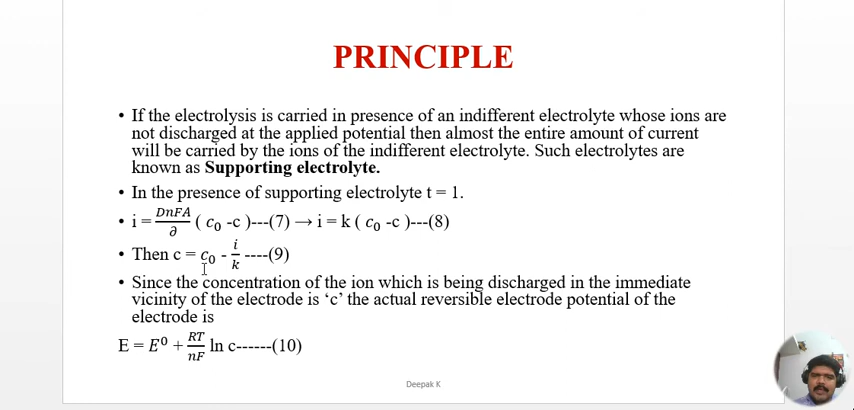 PRINCIPLE
• If the electrolysis is carried in presence of an indifferent electrolyte whose ions are
not discharged at the applied potential then almost the entire amount of current
will be carried by the ions of the indifferent electrolyte. Such electrolytes are
known as Supporting electrolyte.
• In the presence of supporting electrolyte t = 1.
• i = DnFA/∂ ( c₀ -c )---(7) → i = k ( c₀ -c )---(8)
• Then c = c₀ - i/k ----(9)
• Since the concentration of the ion which is being discharged in the immediate
vicinity of the electrode is ‘c’ the actual reversible electrode potential of the
electrode is
E = E⁰ + RT/nF ln c------(10)
Deepak K